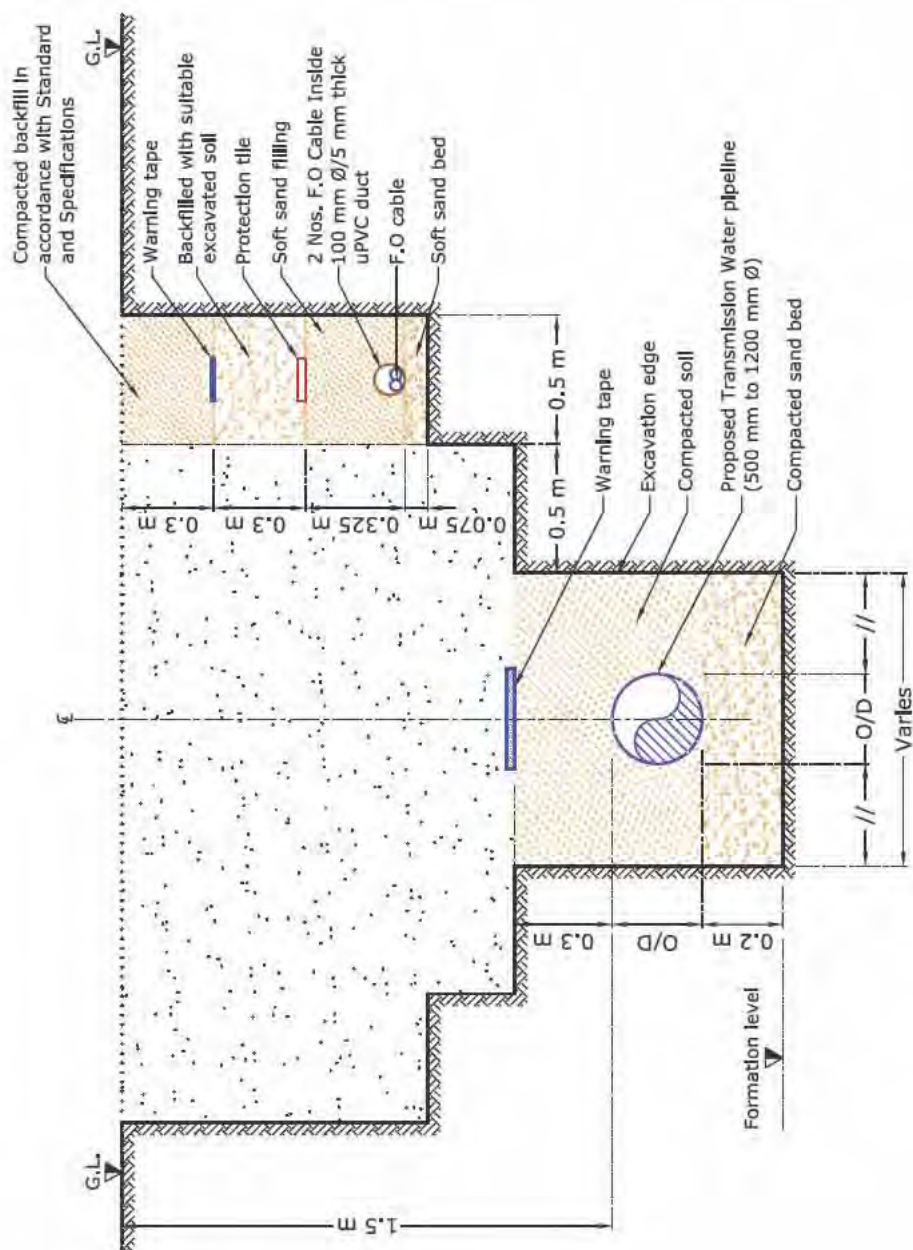 Compacted backfill in
accordance with Standard
and Specifications
G.L.
Warning tape
Backfilled with suitable
excavated soil
Protection tile
Soft sand filling
2 Nos. F.O Cable Inside
100 mm Ø/5 mm thick
uPVC duct
F.O cable
Soft sand bed
0.3 m
0.3 m
0.325 m
0.075 m
0.5 m
0.5 m
Warning tape
Excavation edge
Compacted soil
Proposed Transmission Water pipeline
(500 mm to 1200 mm Ø)
Compacted sand bed
℄
G.L.
1.5 m
0.3 m
O/D
0.2 m
Formation level
//
O/D
//
Varies